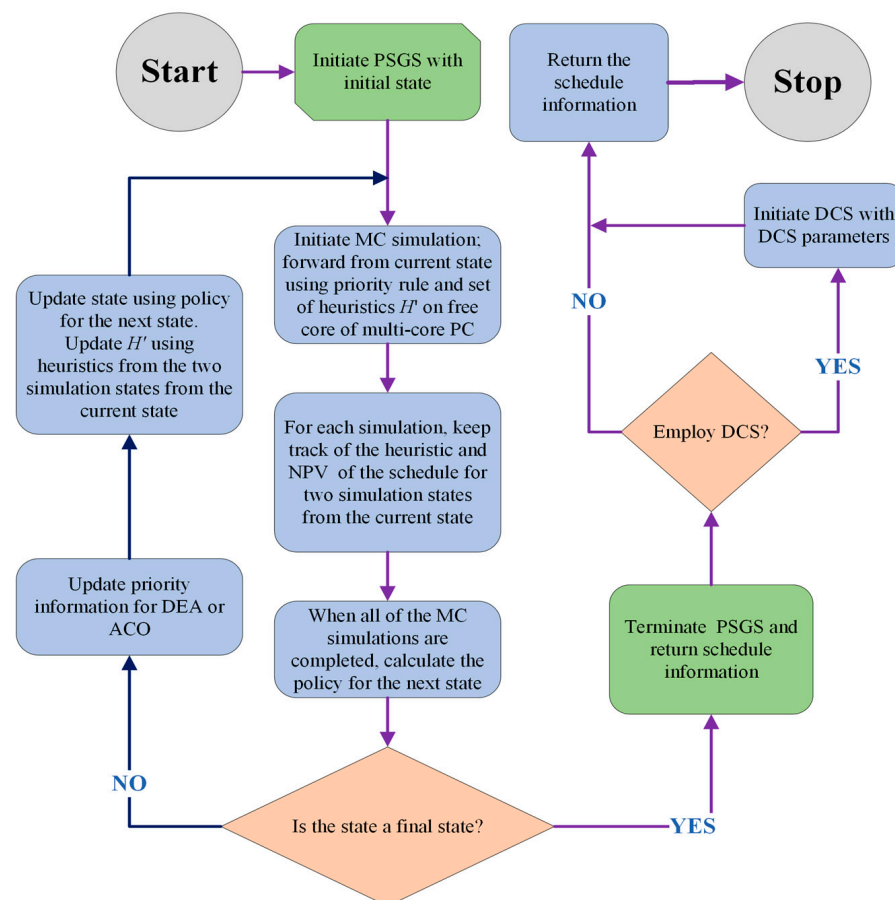 Start
Initiate PSGS with
initial state
Return the
schedule
information
Stop
Initiate DCS with
DCS parameters
Initiate MC simulation;
forward from current state
using priority rule and set
of heuristics H' on free
core of multi-core PC
Update state using policy
for the next state.
Update H' using
heuristics from the two
simulation states from the
current state
NO
YES
For each simulation, keep
track of the heuristic and
NPV of the schedule for
two simulation states
from the current state
Employ DCS?
Update priority
information for DEA or
ACO
When all of the MC
simulations are
completed, calculate the
policy for the next state
Terminate PSGS and
return schedule
information
NO
Is the state a final state?
YES